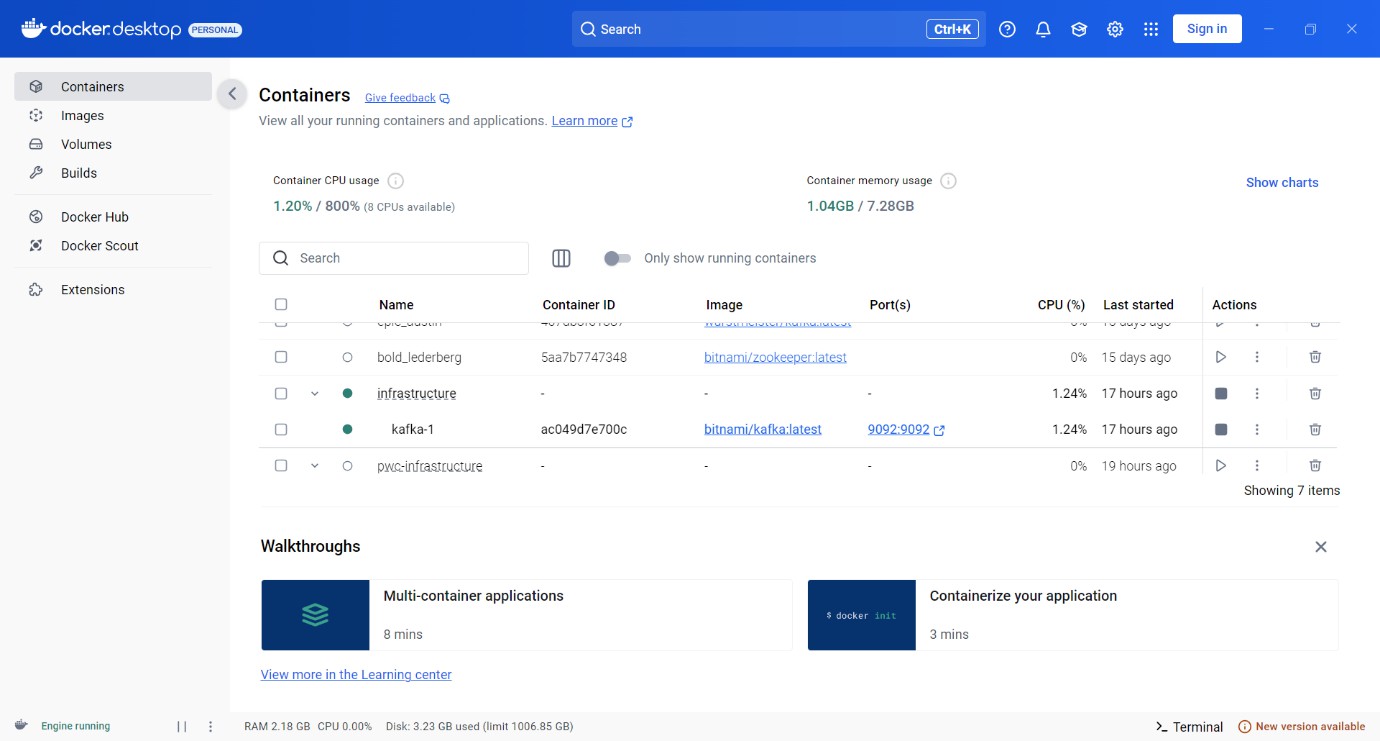 docker.desktop PERSONAL Search Ctrl+K Sign in
Containers
Images
Volumes
Builds
Docker Hub
Docker Scout
Extensions
Containers Give feedback
View all your running containers and applications. Learn more
Container CPU usage
1.20% / 800% (8 CPUs available)
Container memory usage
1.04GB / 7.28GB
Show charts
Search Only show running containers
Name Container ID Image Port(s) CPU (%) Last started Actions
epic_austin wurstmeister/kafka:latest 0% 15 days ago
bold_lederberg 5aa7b7747348 bitnami/zookeeper:latest 0% 15 days ago
infrastructure - - - 1.24% 17 hours ago
kafka-1 ac049d7e700c bitnami/kafka:latest 9092:9092 1.24% 17 hours ago
pwc-infrastructure - - - 0% 19 hours ago
Showing 7 items
Walkthroughs
Multi-container applications
8 mins
$ docker init
Containerize your application
3 mins
View more in the Learning center
Engine running RAM 2.18 GB CPU 0.00% Disk: 3.23 GB used (limit 1006.85 GB) Terminal New version available